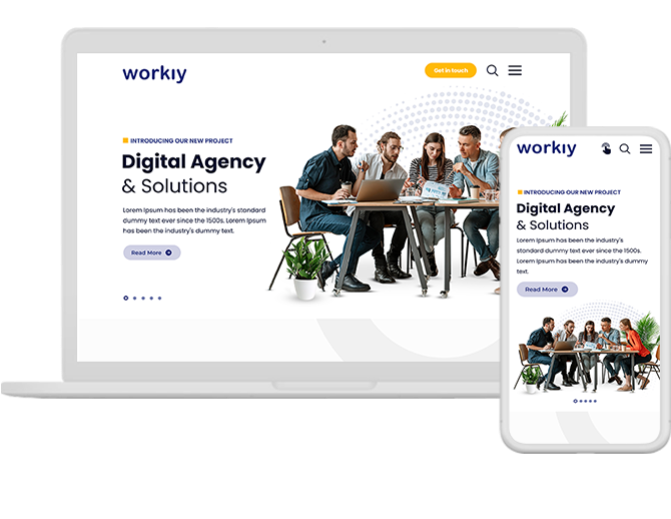 workiy
Get in touch
INTRODUCING OUR NEW PROJECT
Digital Agency
& Solutions
Lorem Ipsum has been the industry's standard
dummy text ever since the 1500s. Lorem Ipsum
has been the industry's dummy text.
Read More
workiy
INTRODUCING OUR NEW PROJECT
Digital Agency
& Solutions
Lorem Ipsum has been the industry's
standard dummy text ever since the 1500s.
Lorem Ipsum has been the industry's dummy
text.
Read More